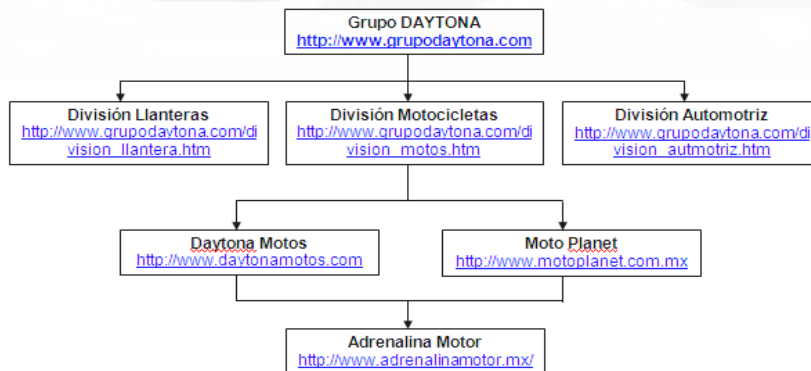 Grupo DAYTONA
http://www.grupodaytona.com
División Llanteras
http://www.grupodaytona.com/di
vision_llantera.htm
División Motocicletas
http://www.grupodaytona.com/di
vision_motos.htm
División Automotriz
http://www.grupodaytona.com/di
vision_autmotriz.htm
Daytona Motos
http://www.daytonamotos.com
Moto Planet
http://www.motoplanet.com.mx
Adrenalina Motor
http://www.adrenalinamotor.mx/